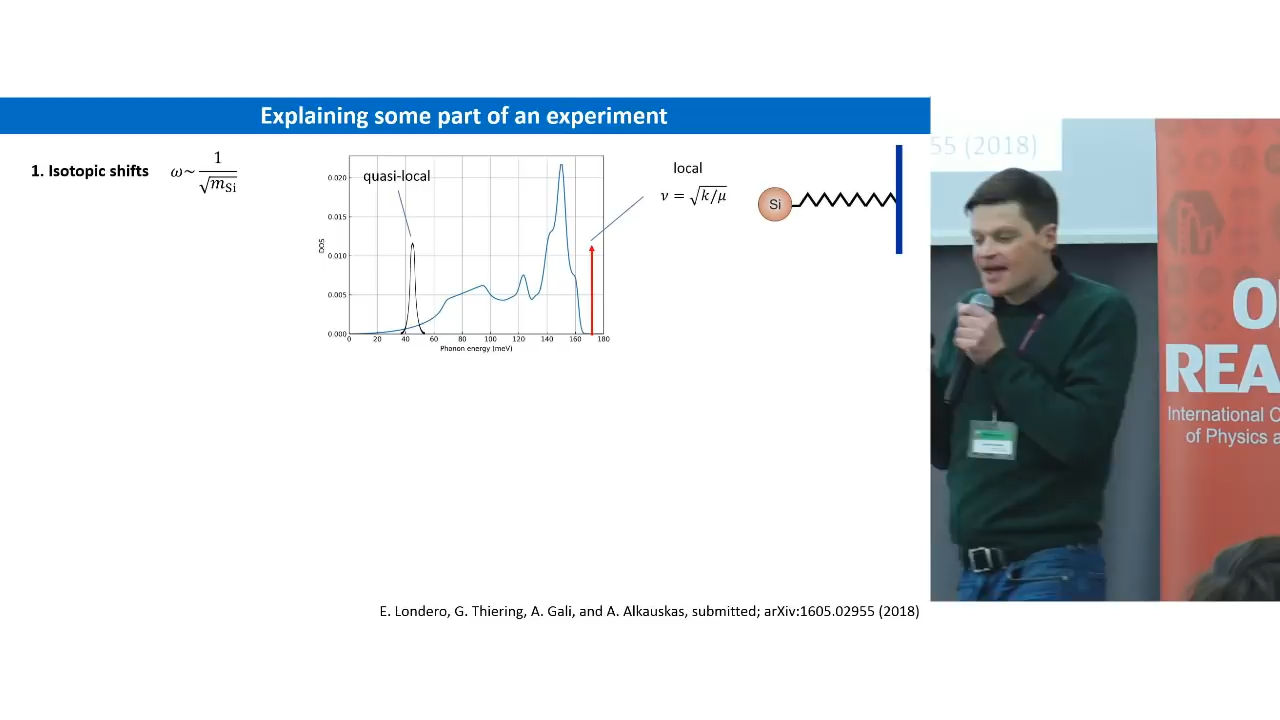 Explaining some part of an experiment
1. Isotopic shifts ω~ 1/√mSi
quasi-local
local
ν = √k/μ
Si
DOS
0.020
0.015
0.010
0.005
0.000
0 20 40 60 80 100 120 140 160 180
Phonon energy (meV)
E. Londero, G. Thiering, A. Gali, and A. Alkauskas, submitted; arXiv:1605.02955 (2018)
55 (2018)
REA
International C
of Physics a